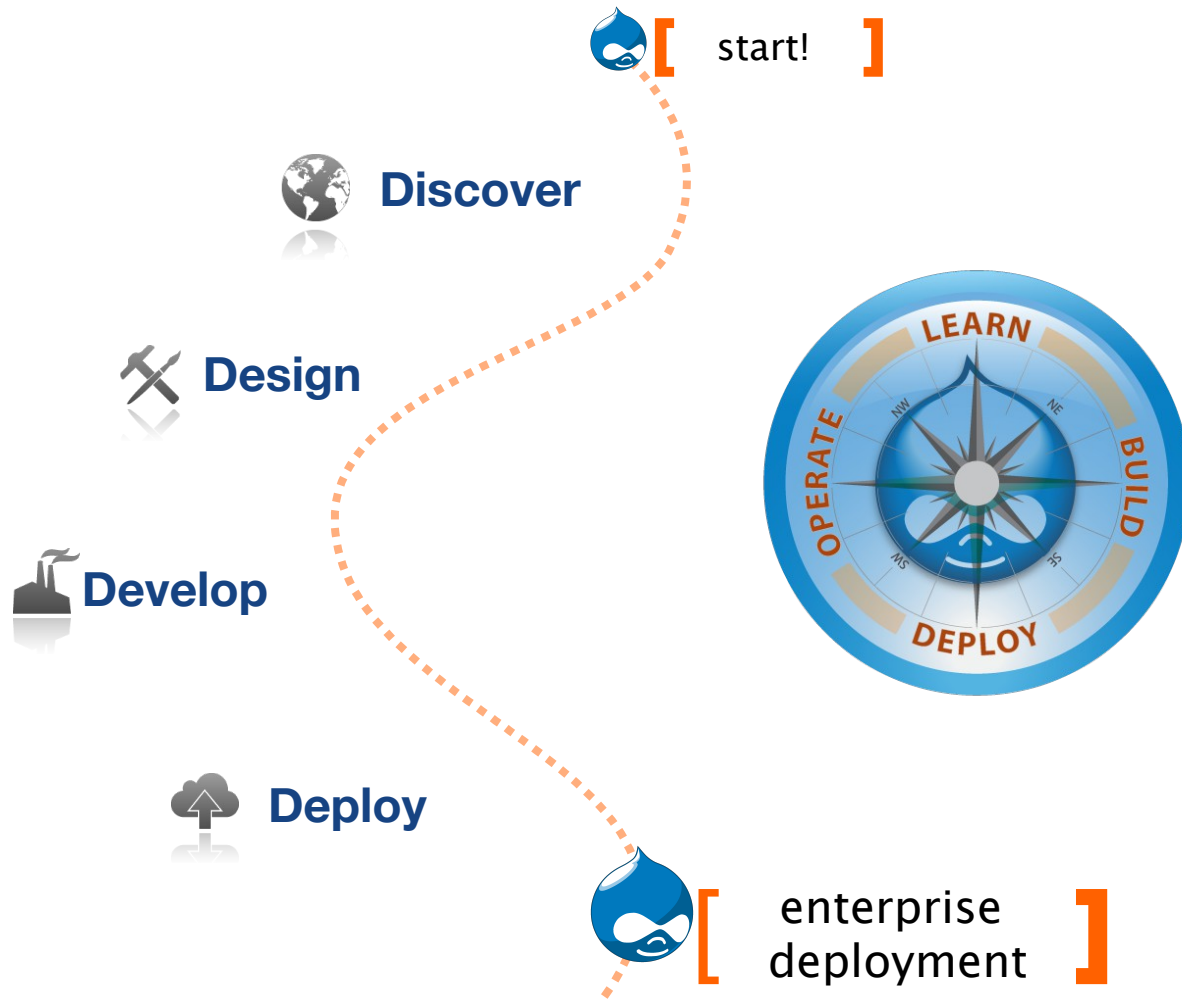 [ start! ]
Discover
Design
Develop
Deploy
LEARN
NW
NE
OPERATE
BUILD
SW
SE
DEPLOY
[ enterprise
deployment ]